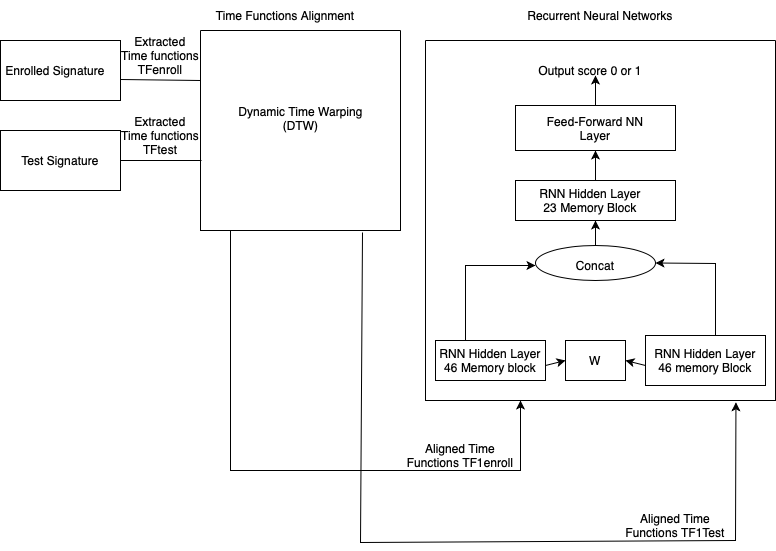 Time Functions Alignment
Recurrent Neural Networks
Enrolled Signature
Extracted
Time functions
TFenroll
Test Signature
Extracted
Time functions
TFtest
Dynamic Time Warping
(DTW)
Output score 0 or 1
Feed-Forward NN
Layer
RNN Hidden Layer
23 Memory Block
Concat
RNN Hidden Layer
46 Memory block
W
RNN Hidden Layer
46 memory Block
Aligned Time
Functions TF1enroll
Aligned Time
Functions TF1Test